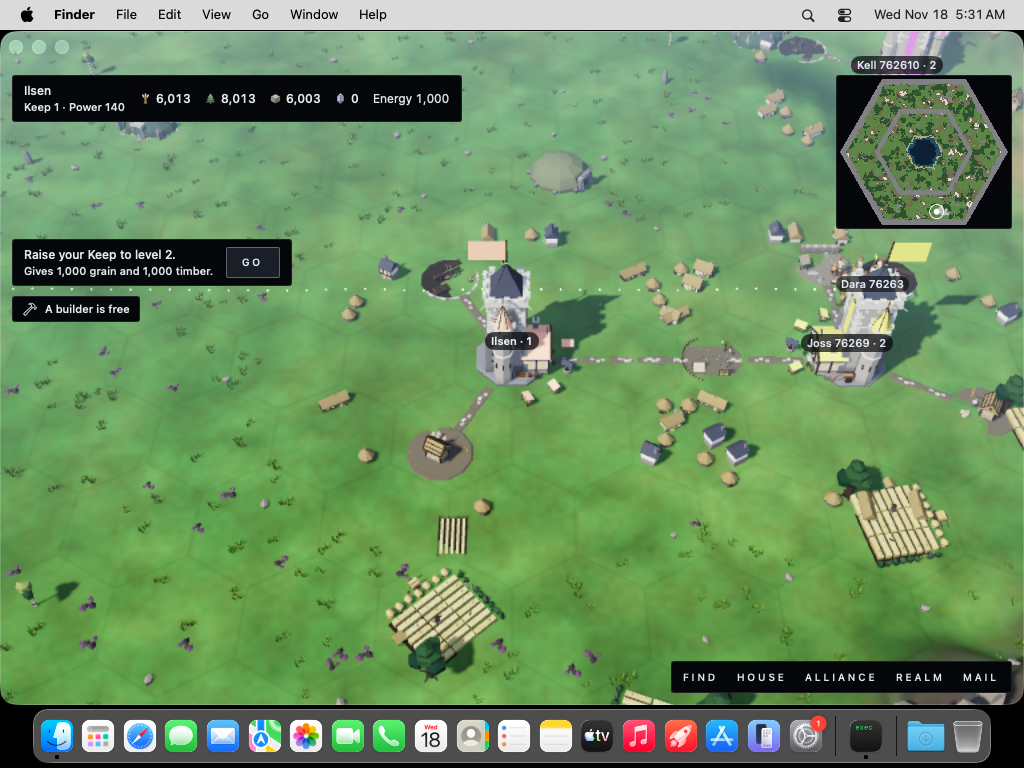 Finder File Edit View Go Window Help
Wed Nov 18 5:31 AM
Kell 762610 · 2
Ilsen
Keep 1 · Power 140
6,013 8,013 6,003 0 Energy 1,000
Raise your Keep to level 2.
Gives 1,000 grain and 1,000 timber.
GO
A builder is free
Dara 76263
Ilsen · 1
Joss 76269 · 2
FIND HOUSE ALLIANCE REALM MAIL
Wed
18
tv
1
exec